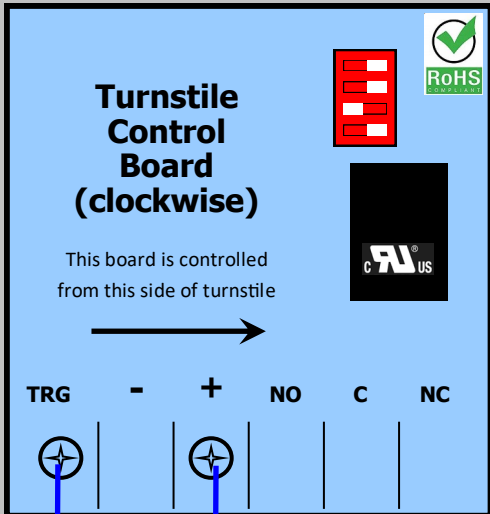 RoHS
COMPLIANT
Turnstile
Control
Board
(clockwise)
This board is controlled
from this side of turnstile
c RU ® US
TRG - + NO C NC